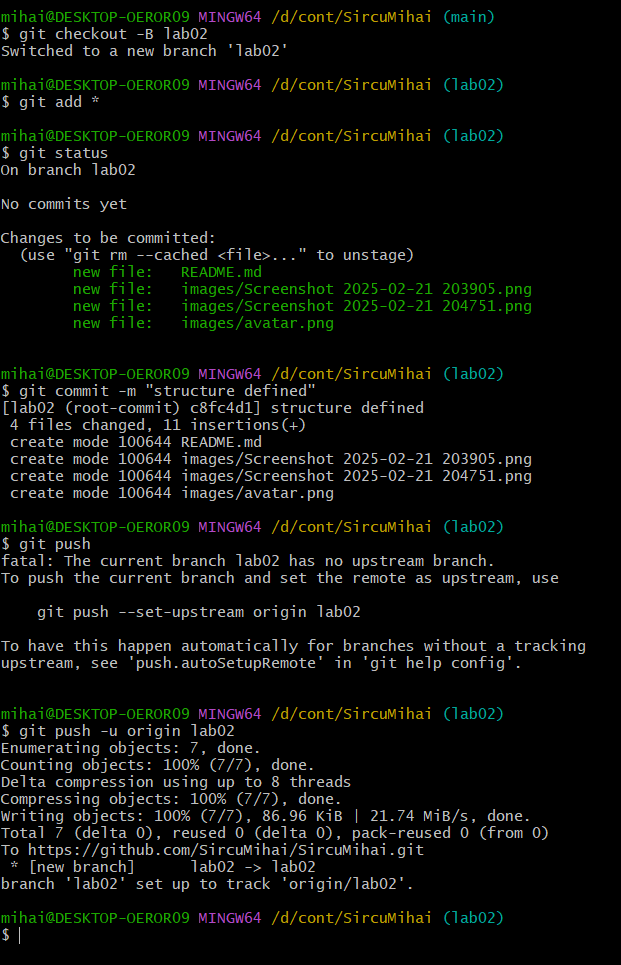 mihai@DESKTOP-OEROR09 MINGW64 /d/cont/SircuMihai (main)
$ git checkout -B lab02
Switched to a new branch 'lab02'
mihai@DESKTOP-OEROR09 MINGW64 /d/cont/SircuMihai (lab02)
$ git add *
mihai@DESKTOP-OEROR09 MINGW64 /d/cont/SircuMihai (lab02)
$ git status
On branch lab02
No commits yet
Changes to be committed:
  (use "git rm --cached <file>..." to unstage)
        new file:   README.md
        new file:   images/Screenshot 2025-02-21 203905.png
        new file:   images/Screenshot 2025-02-21 204751.png
        new file:   images/avatar.png
mihai@DESKTOP-OEROR09 MINGW64 /d/cont/SircuMihai (lab02)
$ git commit -m "structure defined"
[lab02 (root-commit) c8fc4d1] structure defined
 4 files changed, 11 insertions(+)
 create mode 100644 README.md
 create mode 100644 images/Screenshot 2025-02-21 203905.png
 create mode 100644 images/Screenshot 2025-02-21 204751.png
 create mode 100644 images/avatar.png
mihai@DESKTOP-OEROR09 MINGW64 /d/cont/SircuMihai (lab02)
$ git push
fatal: The current branch lab02 has no upstream branch.
To push the current branch and set the remote as upstream, use
    git push --set-upstream origin lab02
To have this happen automatically for branches without a tracking
upstream, see 'push.autoSetupRemote' in 'git help config'.
mihai@DESKTOP-OEROR09 MINGW64 /d/cont/SircuMihai (lab02)
$ git push -u origin lab02
Enumerating objects: 7, done.
Counting objects: 100% (7/7), done.
Delta compression using up to 8 threads
Compressing objects: 100% (7/7), done.
Writing objects: 100% (7/7), 86.96 KiB | 21.74 MiB/s, done.
Total 7 (delta 0), reused 0 (delta 0), pack-reused 0 (from 0)
To https://github.com/SircuMihai/SircuMihai.git
 * [new branch]      lab02 -> lab02
branch 'lab02' set up to track 'origin/lab02'.
mihai@DESKTOP-OEROR09 MINGW64 /d/cont/SircuMihai (lab02)
$